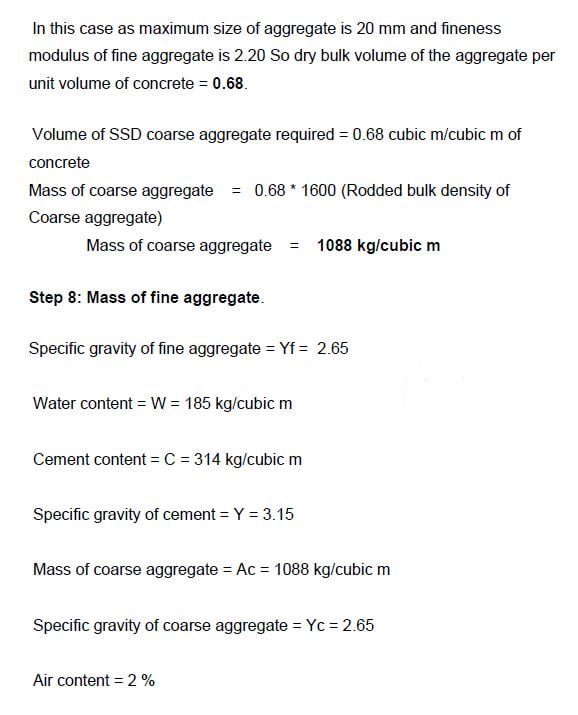 In this case as maximum size of aggregate is 20 mm and fineness
modulus of fine aggregate is 2.20 So dry bulk volume of the aggregate per
unit volume of concrete = 0.68.
Volume of SSD coarse aggregate required = 0.68 cubic m/cubic m of
concrete
Mass of coarse aggregate = 0.68 * 1600 (Rodded bulk density of
Coarse aggregate)
Mass of coarse aggregate = 1088 kg/cubic m
Step 8: Mass of fine aggregate.
Specific gravity of fine aggregate = Yf = 2.65
Water content = W = 185 kg/cubic m
Cement content = C = 314 kg/cubic m
Specific gravity of cement = Y = 3.15
Mass of coarse aggregate = Ac = 1088 kg/cubic m
Specific gravity of coarse aggregate = Yc = 2.65
Air content = 2 %